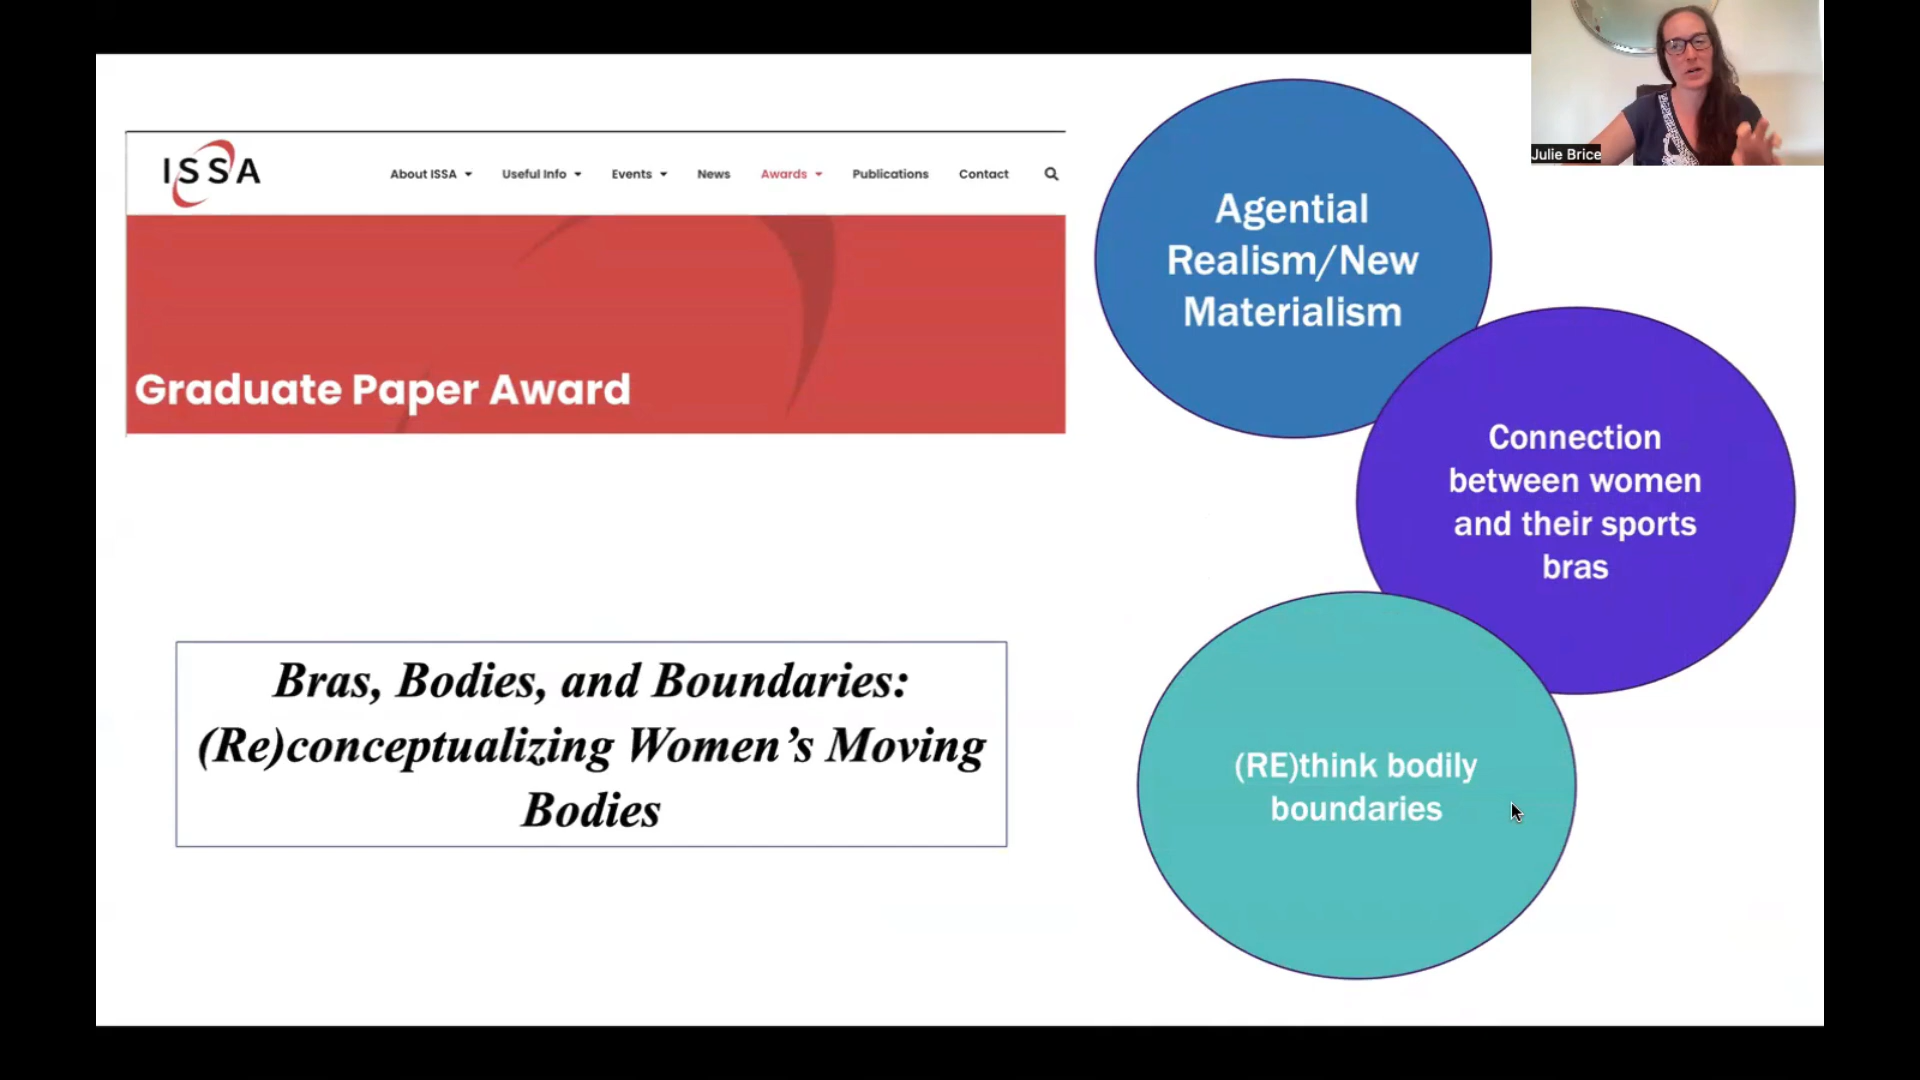 ISSA
About ISSA
Useful Info
Events
News
Awards
Publications
Contact
Graduate Paper Award
Bras, Bodies, and Boundaries:
(Re)conceptualizing Women's Moving
Bodies
Agential
Realism/New
Materialism
Connection
between women
and their sports
bras
(RE)think bodily
boundaries
Julie Brice